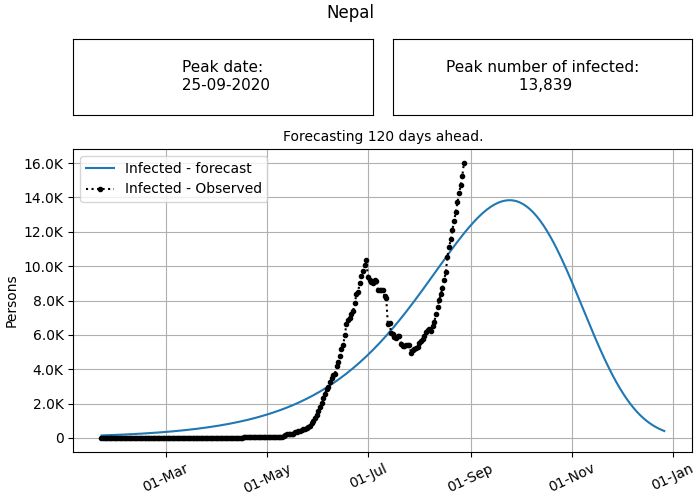 Nepal
Peak date:
25-09-2020
Peak number of infected:
13,839
Forecasting 120 days ahead.
Infected - forecast
Infected - Observed
16.0K
14.0K
12.0K
10.0K
8.0K
6.0K
4.0K
2.0K
0
Persons
01-Mar
01-May
01-Jul
01-Sep
01-Nov
01-Jan